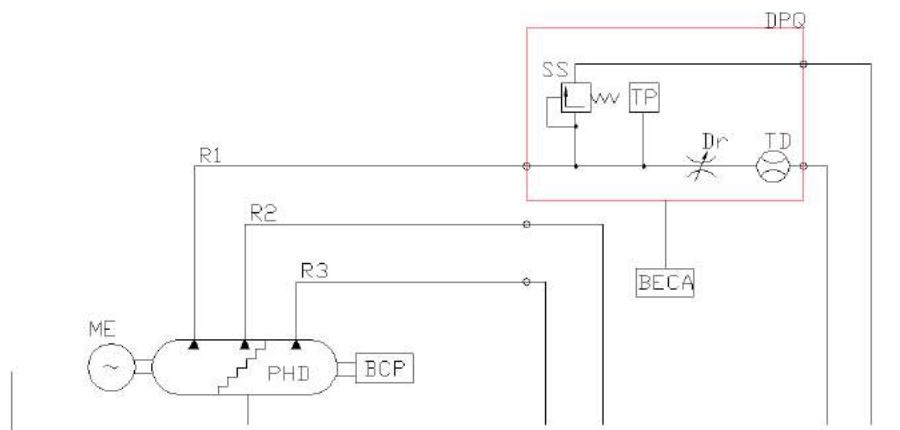 DPQ
SS
TP
Dr
TD
R1
R2
R3
BECA
ME
~
PHD
BCP